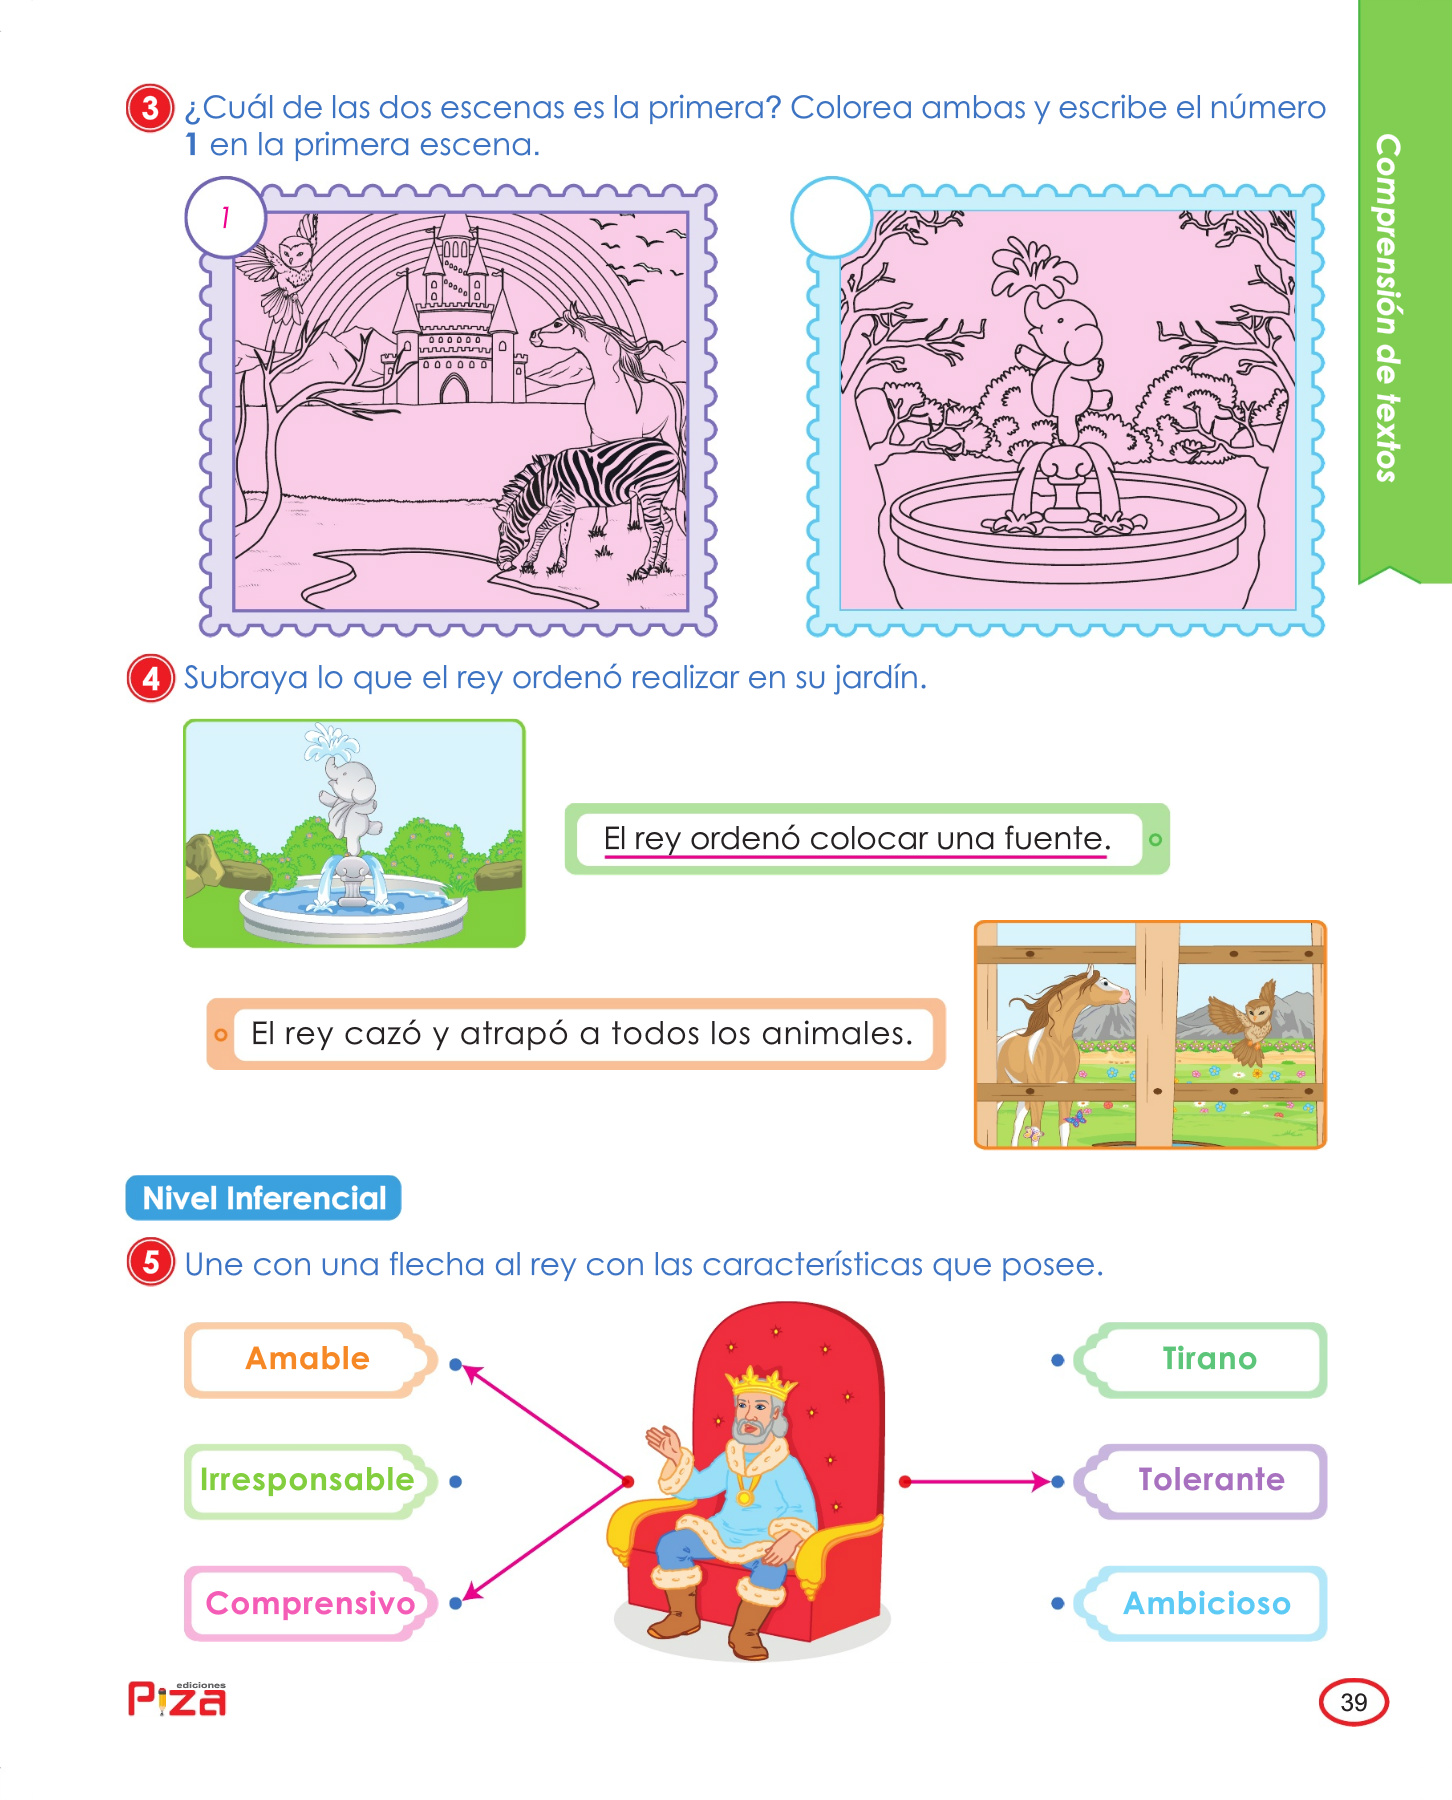 Comprensión de textos
3 ¿Cuál de las dos escenas es la primera? Colorea ambas y escribe el número
1 en la primera escena.
1
4 Subraya lo que el rey ordenó realizar en su jardín.
El rey ordenó colocar una fuente.
El rey cazó y atrapó a todos los animales.
Nivel Inferencial
5 Une con una flecha al rey con las características que posee.
Amable
Tirano
Irresponsable
Tolerante
Comprensivo
Ambicioso
ediciones
Piza
39